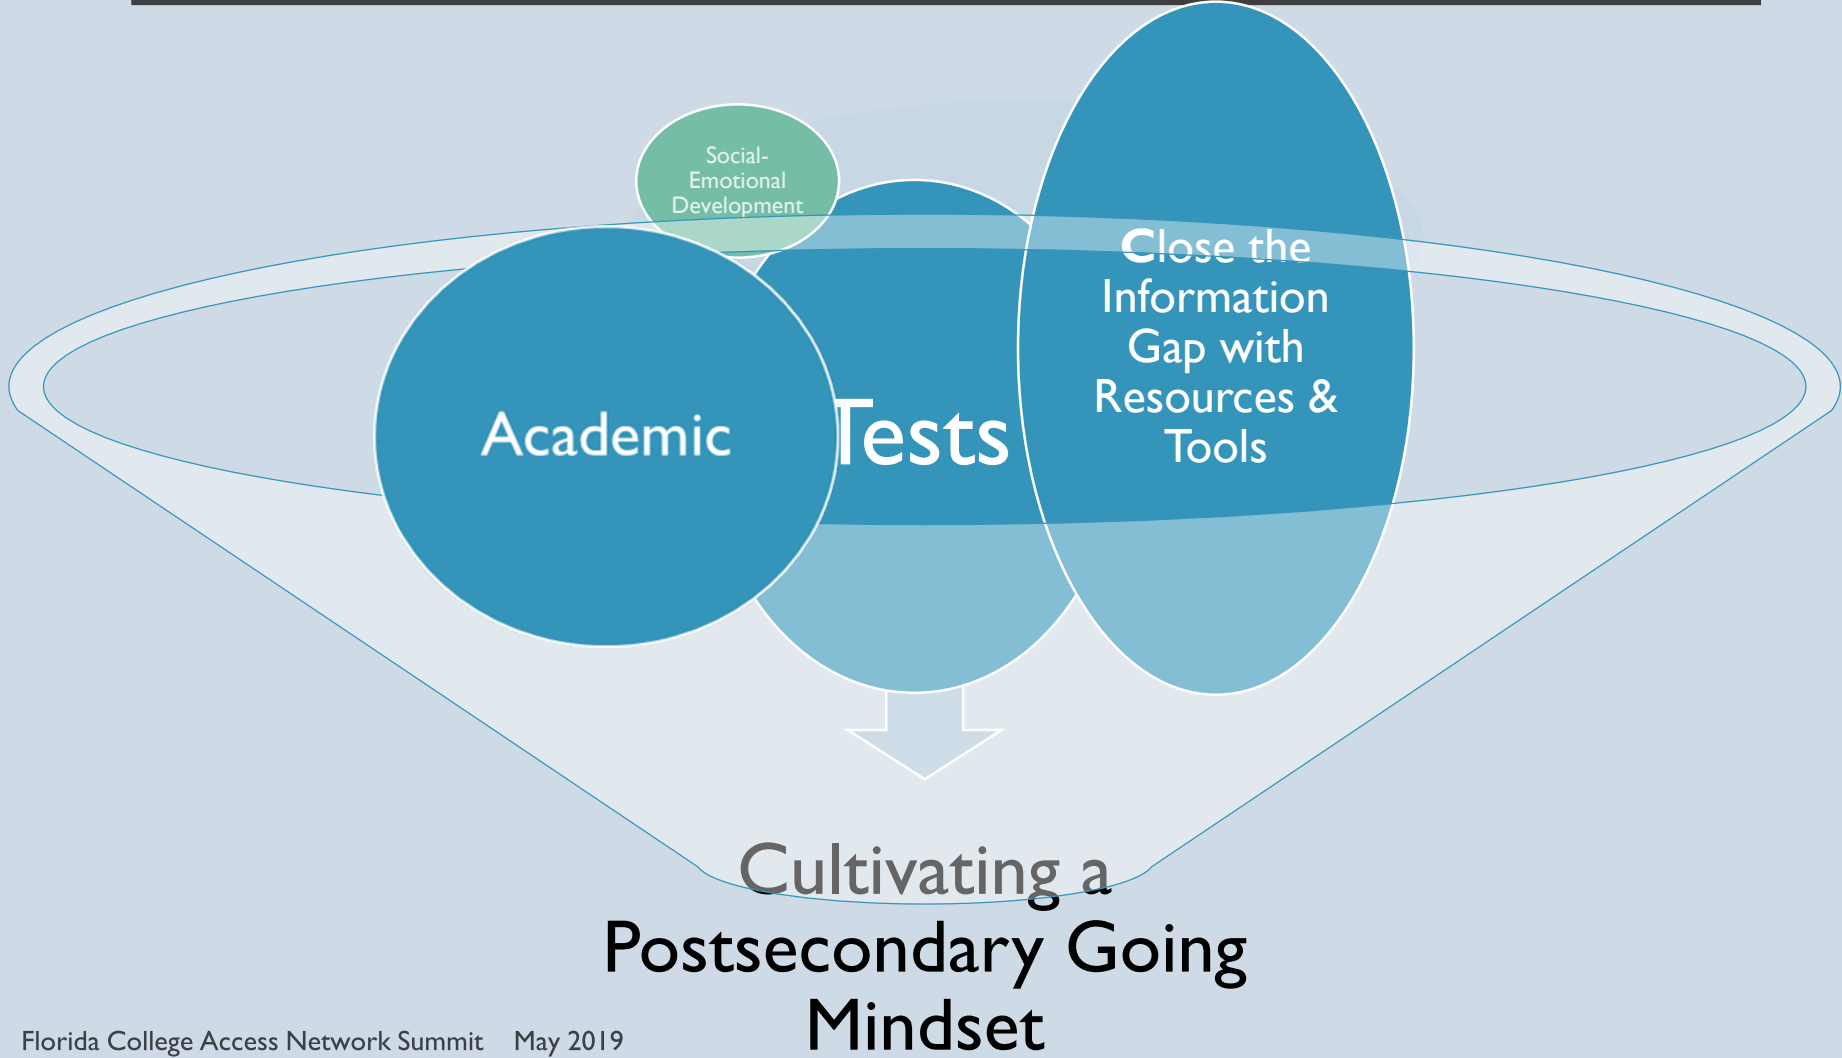 Social-
Emotional
Development
Academic
Tests
Close the
Information
Gap with
Resources &
Tools
Cultivating a
Postsecondary Going
Mindset
Florida College Access Network Summit May 2019